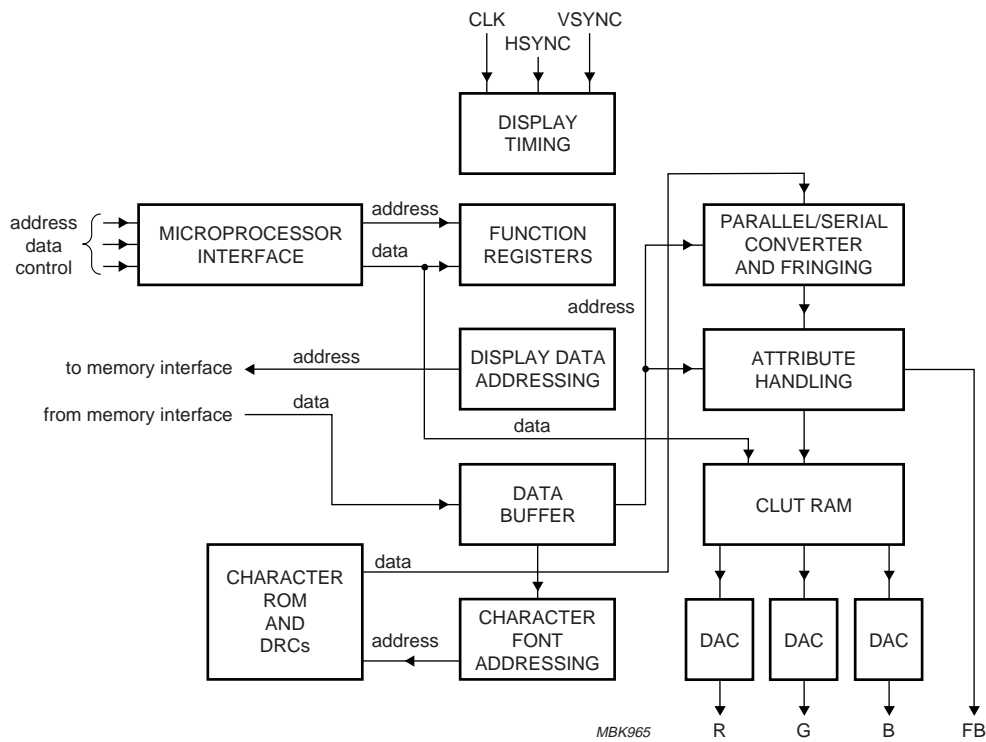 CLK
VSYNC
HSYNC
DISPLAY
TIMING
address
data
control
MICROPROCESSOR
INTERFACE
address
data
FUNCTION
REGISTERS
PARALLEL/SERIAL
CONVERTER
AND FRINGING
address
to memory interface
address
DISPLAY DATA
ADDRESSING
ATTRIBUTE
HANDLING
from memory interface
data
data
DATA
BUFFER
CLUT RAM
CHARACTER
ROM
AND
DRCs
data
address
CHARACTER
FONT
ADDRESSING
DAC
DAC
DAC
MBK965
R
G
B
FB